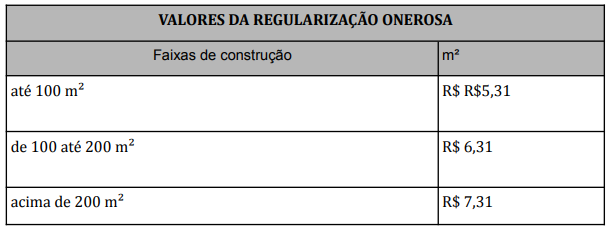 VALORES DA REGULARIZAÇÃO ONEROSA
Faixas de construção m²
até 100 m² R$ R$5,31
de 100 até 200 m² R$ 6,31
acima de 200 m² R$ 7,31